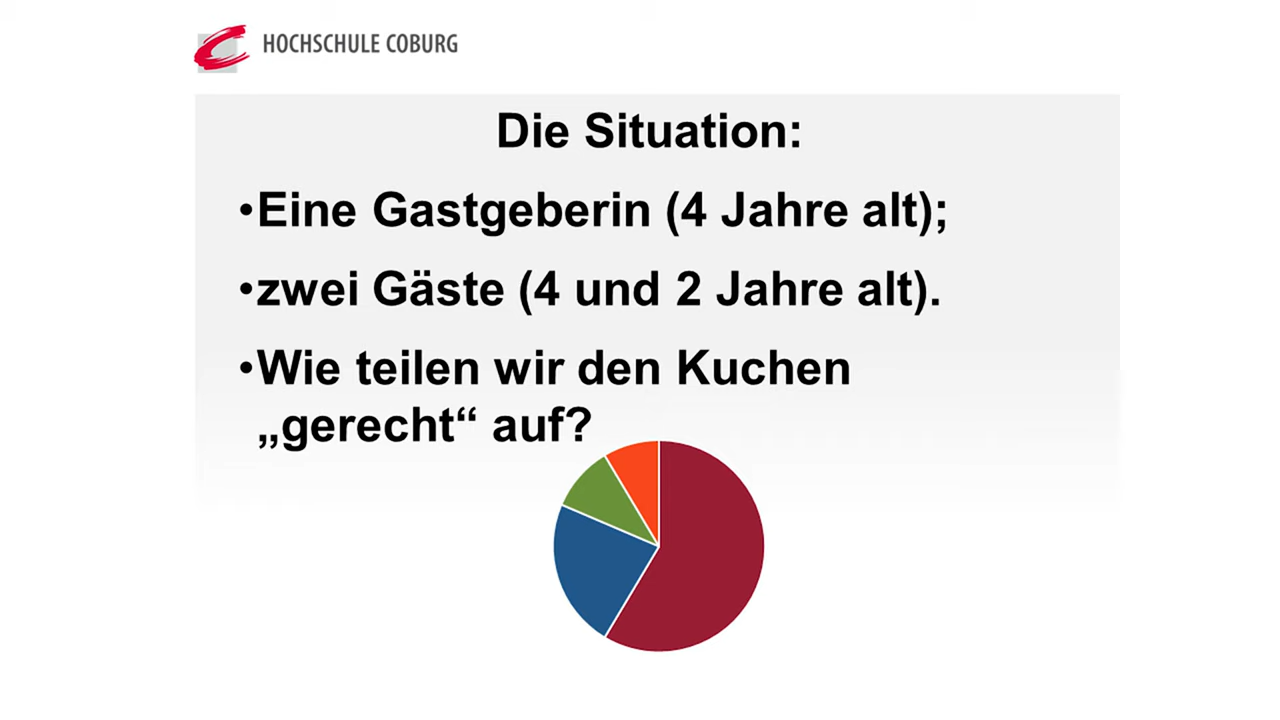 HOCHSCHULE COBURG
Die Situation:
•Eine Gastgeberin (4 Jahre alt);
•zwei Gäste (4 und 2 Jahre alt).
•Wie teilen wir den Kuchen
„gerecht“ auf?